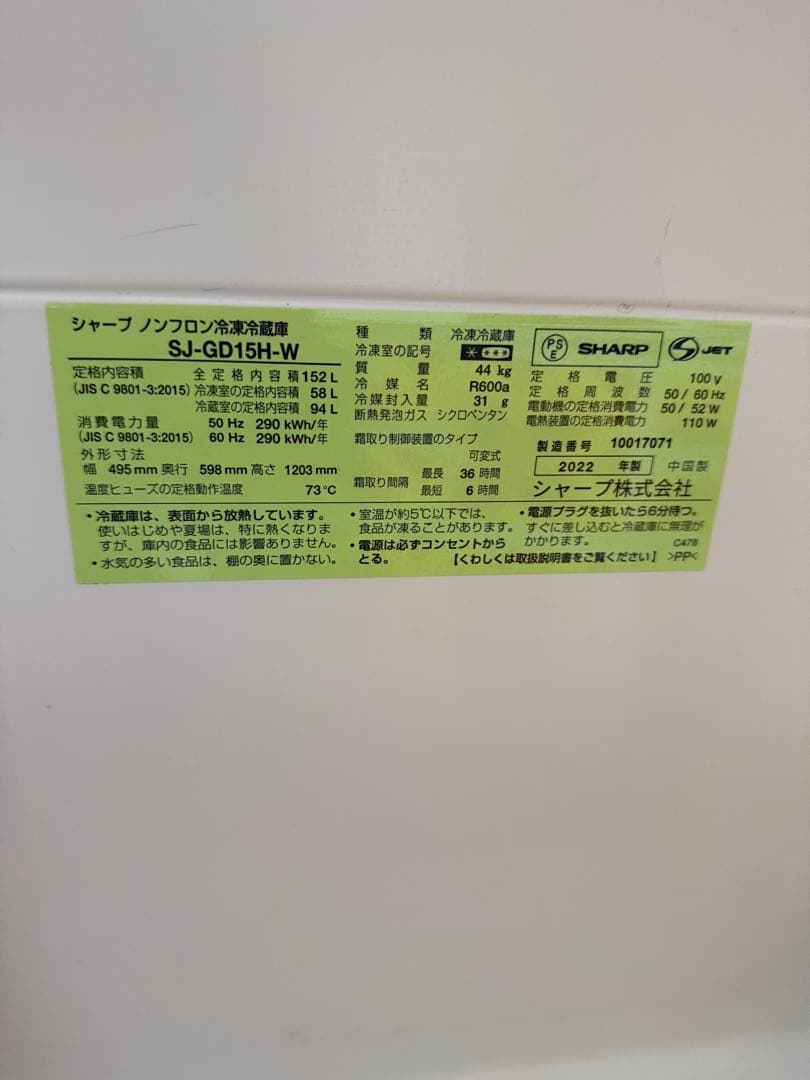 シャープ ノンフロン冷凍冷蔵庫
SJ-GD15H-W
定格内容積 全定格内容積 152 L
(JIS C 9801-3:2015) 冷凍室の定格内容積 58 L
冷蔵室の定格内容積 94 L
消費電力量 50 Hz 290 kWh/年
(JIS C 9801-3:2015) 60 Hz 290 kWh/年
外形寸法
幅 495 mm 奥行 598 mm 高さ 1203 mm
温度ヒューズの定格動作温度 73℃
種類 冷凍冷蔵庫
冷凍室の記号
質量 44 kg
冷媒名 R600a
冷媒封入量 31 g
断熱発泡ガス シクロペンタン
霜取り制御装置のタイプ
可変式
霜取り間隔 最長 36 時間
最短 6 時間
PS
E
SHARP
S JET
定格電圧 100 V
定格周波数 50 / 60 Hz
電動機の定格消費電力 50 / 52 W
電熱装置の定格消費電力 110 W
製造番号 10017071
2022 年製 中国製
シャープ株式会社
・冷蔵庫は、表面から放熱しています。
使いはじめや夏場は、特に熱くなりま
すが、庫内の食品には影響ありません。
・水気の多い食品は、棚の奥に置かない。
・室温が約5℃以下では、
食品が凍ることがあります。
・電源は必ずコンセントから
とる。
・電源プラグを抜いたら6分待つ。
すぐに差し込むと冷蔵庫に無理が
かかります。
C478
【くわしくは取扱説明書をご覧ください】 >PP<